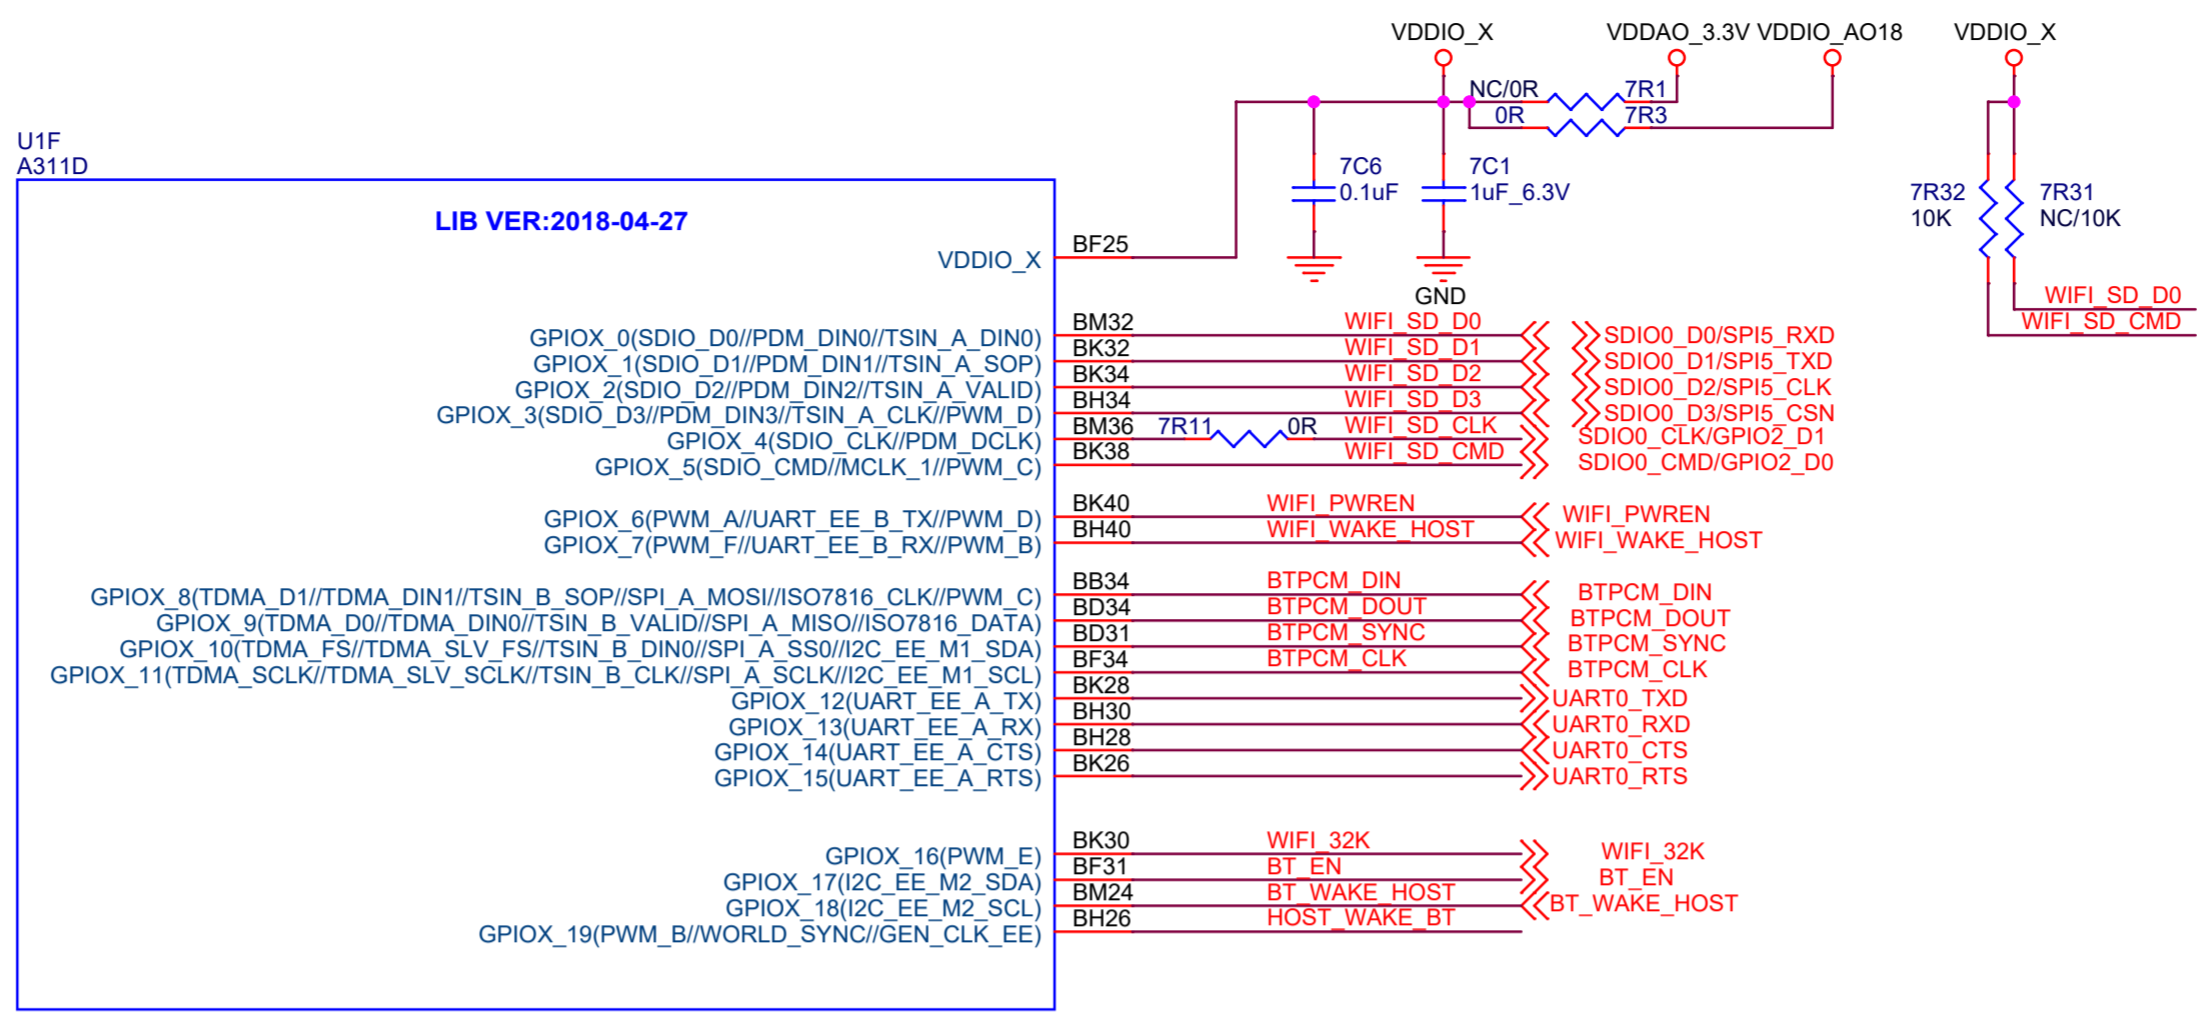 VDDIO_X
VDDAO_3.3V
VDDIO_AO18
VDDIO_X
NC/0R
7R1
0R
7R3
U1F
A311D
7C6
0.1uF
7C1
1uF_6.3V
7R32
10K
7R31
NC/10K
LIB VER:2018-04-27
VDDIO_X
BF25
GND
WIFI_SD_D0
WIFI_SD_CMD
GPIOX_0(SDIO_D0//PDM_DIN0//TSIN_A_DIN0) BM32 WIFI_SD_D0 SDIO0_D0/SPI5_RXD
GPIOX_1(SDIO_D1//PDM_DIN1//TSIN_A_SOP) BK32 WIFI_SD_D1 SDIO0_D1/SPI5_TXD
GPIOX_2(SDIO_D2//PDM_DIN2//TSIN_A_VALID) BK34 WIFI_SD_D2 SDIO0_D2/SPI5_CLK
GPIOX_3(SDIO_D3//PDM_DIN3//TSIN_A_CLK//PWM_D) BH34 WIFI_SD_D3 SDIO0_D3/SPI5_CSN
GPIOX_4(SDIO_CLK//PDM_DCLK) BM36 7R11 0R WIFI_SD_CLK SDIO0_CLK/GPIO2_D1
GPIOX_5(SDIO_CMD//MCLK_1//PWM_C) BK38 WIFI_SD_CMD SDIO0_CMD/GPIO2_D0
GPIOX_6(PWM_A//UART_EE_B_TX//PWM_D) BK40 WIFI_PWREN WIFI_PWREN
GPIOX_7(PWM_F//UART_EE_B_RX//PWM_B) BH40 WIFI_WAKE_HOST WIFI_WAKE_HOST
GPIOX_8(TDMA_D1//TDMA_DIN1//TSIN_B_SOP//SPI_A_MOSI//ISO7816_CLK//PWM_C) BB34 BTPCM_DIN BTPCM_DIN
GPIOX_9(TDMA_D0//TDMA_DIN0//TSIN_B_VALID//SPI_A_MISO//ISO7816_DATA) BD34 BTPCM_DOUT BTPCM_DOUT
GPIOX_10(TDMA_FS//TDMA_SLV_FS//TSIN_B_DIN0//SPI_A_SS0//I2C_EE_M1_SDA) BD31 BTPCM_SYNC BTPCM_SYNC
GPIOX_11(TDMA_SCLK//TDMA_SLV_SCLK//TSIN_B_CLK//SPI_A_SCLK//I2C_EE_M1_SCL) BF34 BTPCM_CLK BTPCM_CLK
GPIOX_12(UART_EE_A_TX) BK28 UART0_TXD
GPIOX_13(UART_EE_A_RX) BH30 UART0_RXD
GPIOX_14(UART_EE_A_CTS) BH28 UART0_CTS
GPIOX_15(UART_EE_A_RTS) BK26 UART0_RTS
GPIOX_16(PWM_E) BK30 WIFI_32K WIFI_32K
GPIOX_17(I2C_EE_M2_SDA) BF31 BT_EN BT_EN
GPIOX_18(I2C_EE_M2_SCL) BM24 BT_WAKE_HOST BT_WAKE_HOST
GPIOX_19(PWM_B//WORLD_SYNC//GEN_CLK_EE) BH26 HOST_WAKE_BT